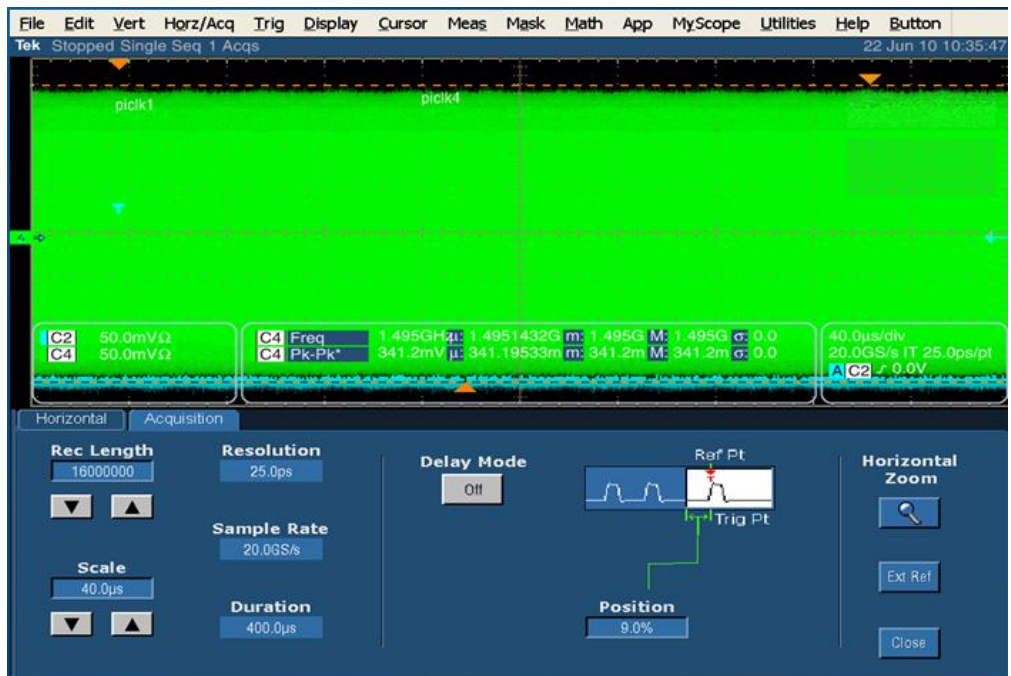 File Edit Vert Horz/Acq Trig Display Cursor Meas Mask Math App MyScope Utilities Help Button
Tek Stopped Single Seq 1 Acqs 22 Jun 10 10:35:47
piclk1 piclk4
T
4
C2 50.0mVΩ
C4 50.0mVΩ
C4 Freq 1.495GHz µ: 1.4951432G m: 1.495G M: 1.495G σ: 0.0
C4 Pk-Pk* 341.2mV µ: 341.19533m m: 341.2m M: 341.2m σ: 0.0
40.0µs/div
20.0GS/s IT 25.0ps/pt
A C2 0.0V
Horizontal Acquisition
Rec Length
16000000
Scale
40.0µs
Resolution
25.0ps
Sample Rate
20.0GS/s
Duration
400.0µs
Delay Mode
Off
Ref Pt
T
Trig Pt
Position
9.0%
Horizontal
Zoom
Ext Ref
Close